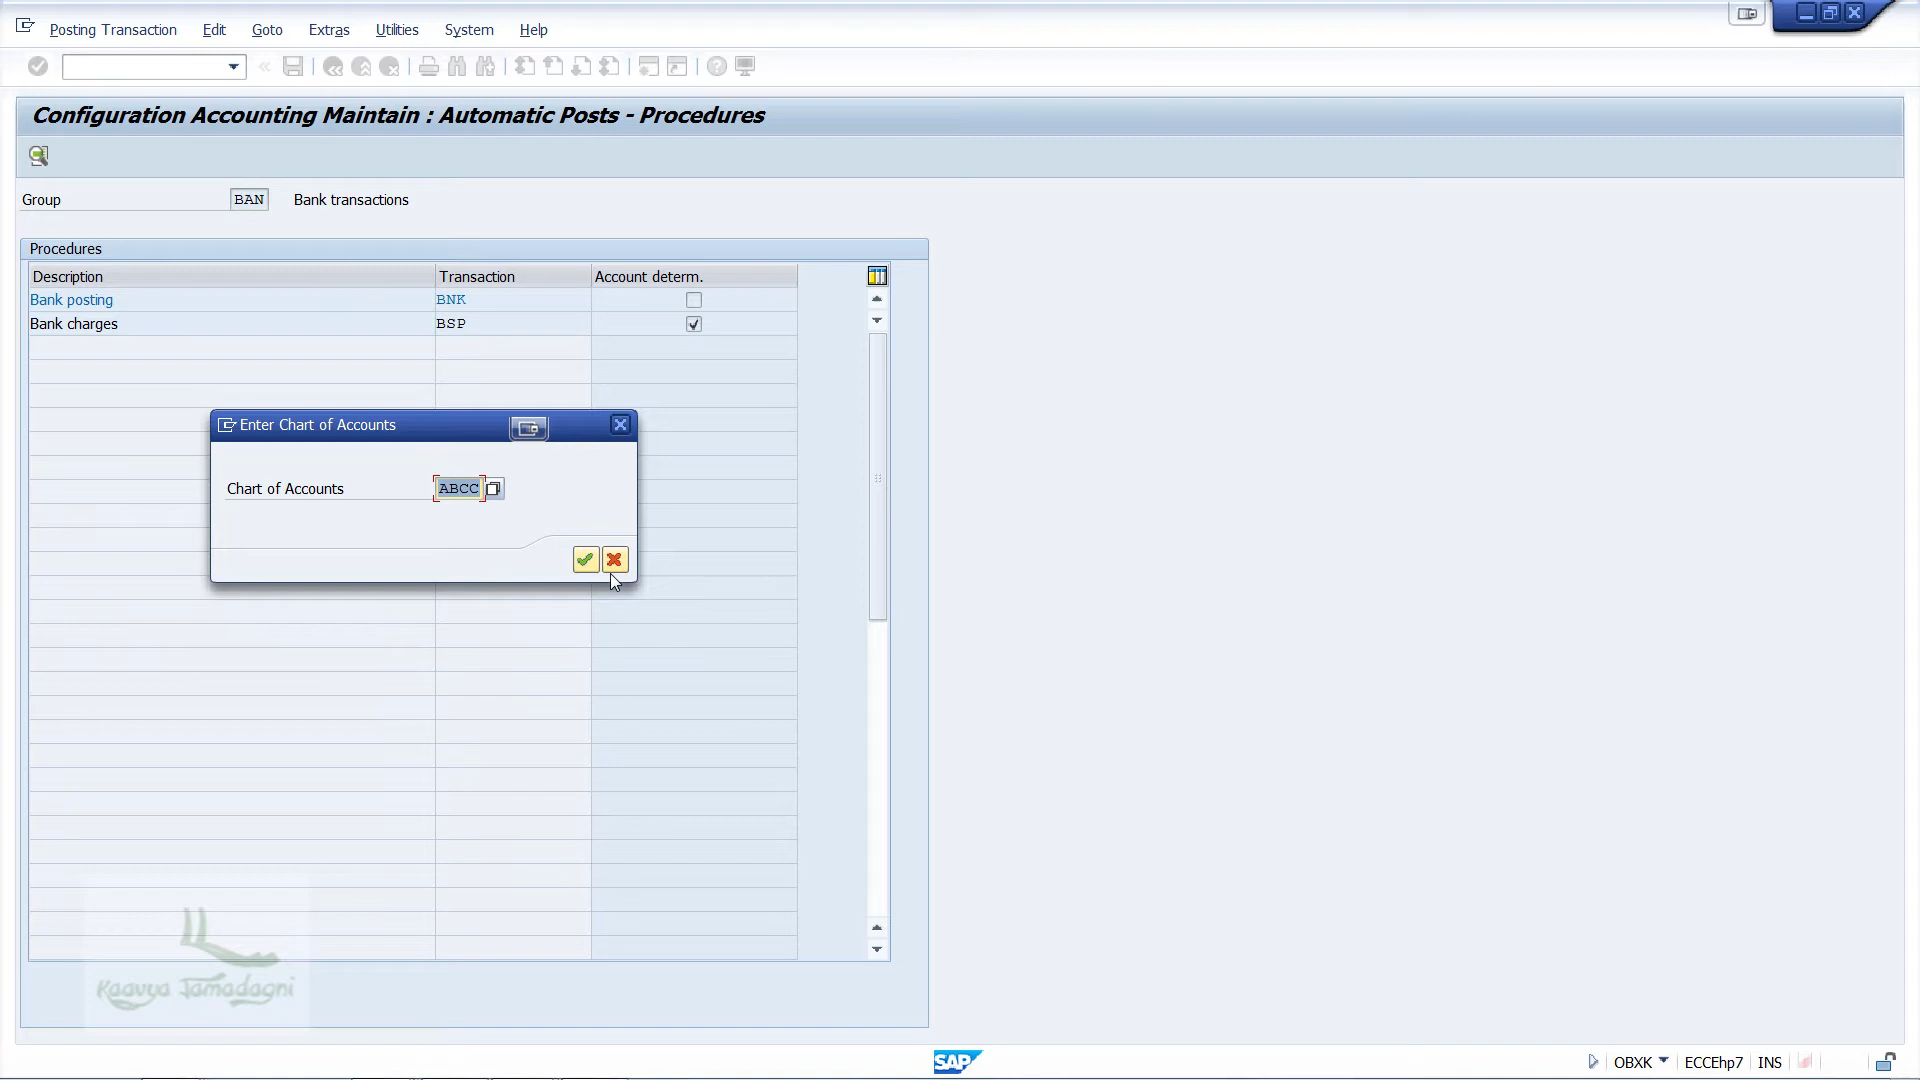 Posting Transaction Edit Goto Extras Utilities System Help
Configuration Accounting Maintain : Automatic Posts - Procedures
Group BAN Bank transactions
Procedures
Description Transaction Account determ.
Bank posting BNK
Bank charges BSP
Enter Chart of Accounts
Chart of Accounts ABCC
Kaavya Jamadagni
SAP OBXK ECCEhp7 INS